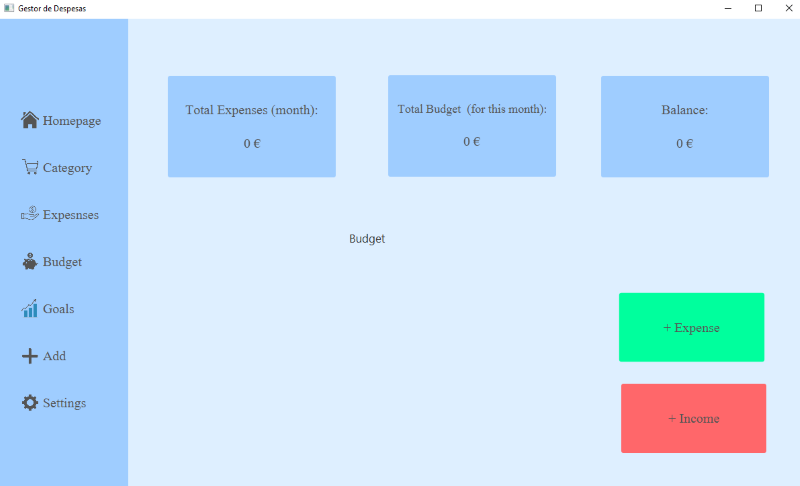 Gestor de Despesas
Homepage
Category
Expesnses
Budget
Goals
Add
Settings
Total Expenses (month):
0 €
Total Budget  (for this month):
0 €
Balance:
0 €
Budget
+ Expense
+ Income